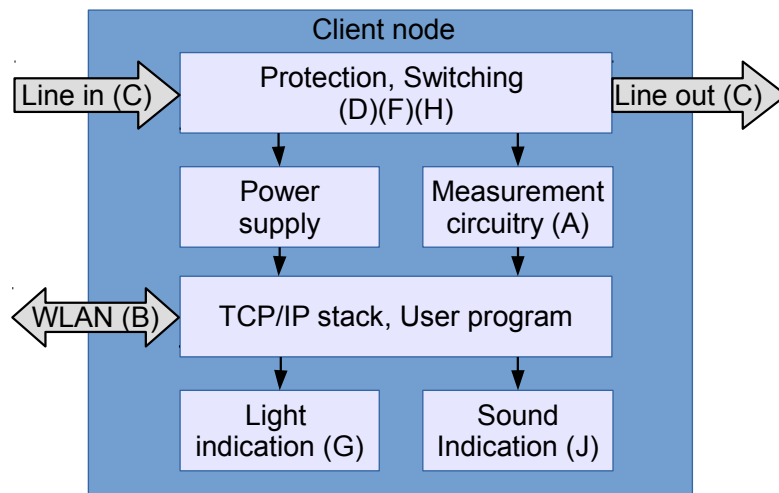 Client node
Line in (C)
Protection, Switching
(D)(F)(H)
Line out (C)
Power
supply
Measurement
circuitry (A)
WLAN (B)
TCP/IP stack, User program
Light
indication (G)
Sound
Indication (J)